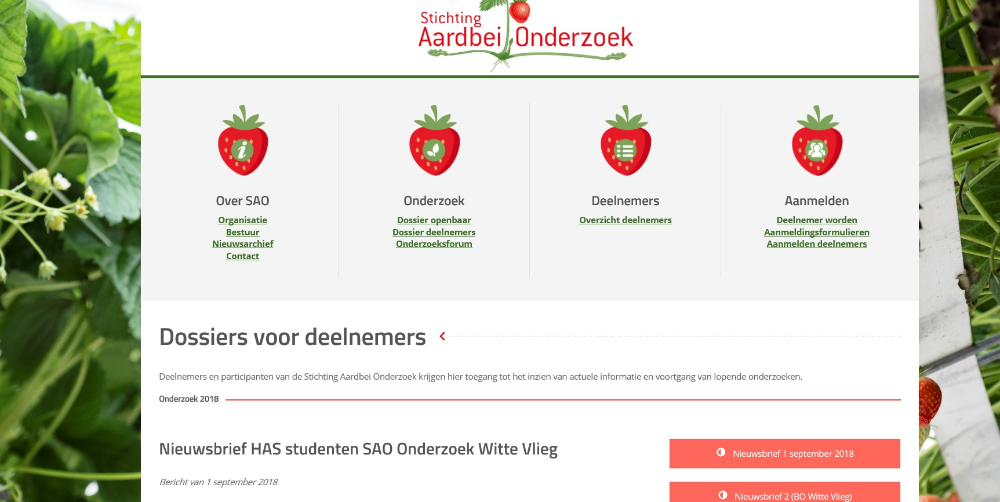 Stichting
Aardbei Onderzoek
Over SAO
Organisatie
Bestuur
Nieuwsarchief
Contact
Onderzoek
Dossier openbaar
Dossier deelnemers
Onderzoeksforum
Deelnemers
Overzicht deelnemers
Aanmelden
Deelnemer worden
Aanmeldingsformulieren
Aanmelden deelnemers
Dossiers voor deelnemers
Deelnemers en participanten van de Stichting Aardbei Onderzoek krijgen hier toegang tot het inzien van actuele informatie en voortgang van lopende onderzoeken.
Onderzoek 2018
Nieuwsbrief HAS studenten SAO Onderzoek Witte Vlieg
Bericht van 1 september 2018
Nieuwsbrief 1 september 2018
Nieuwsbrief 2 (BO Witte Vlieg)